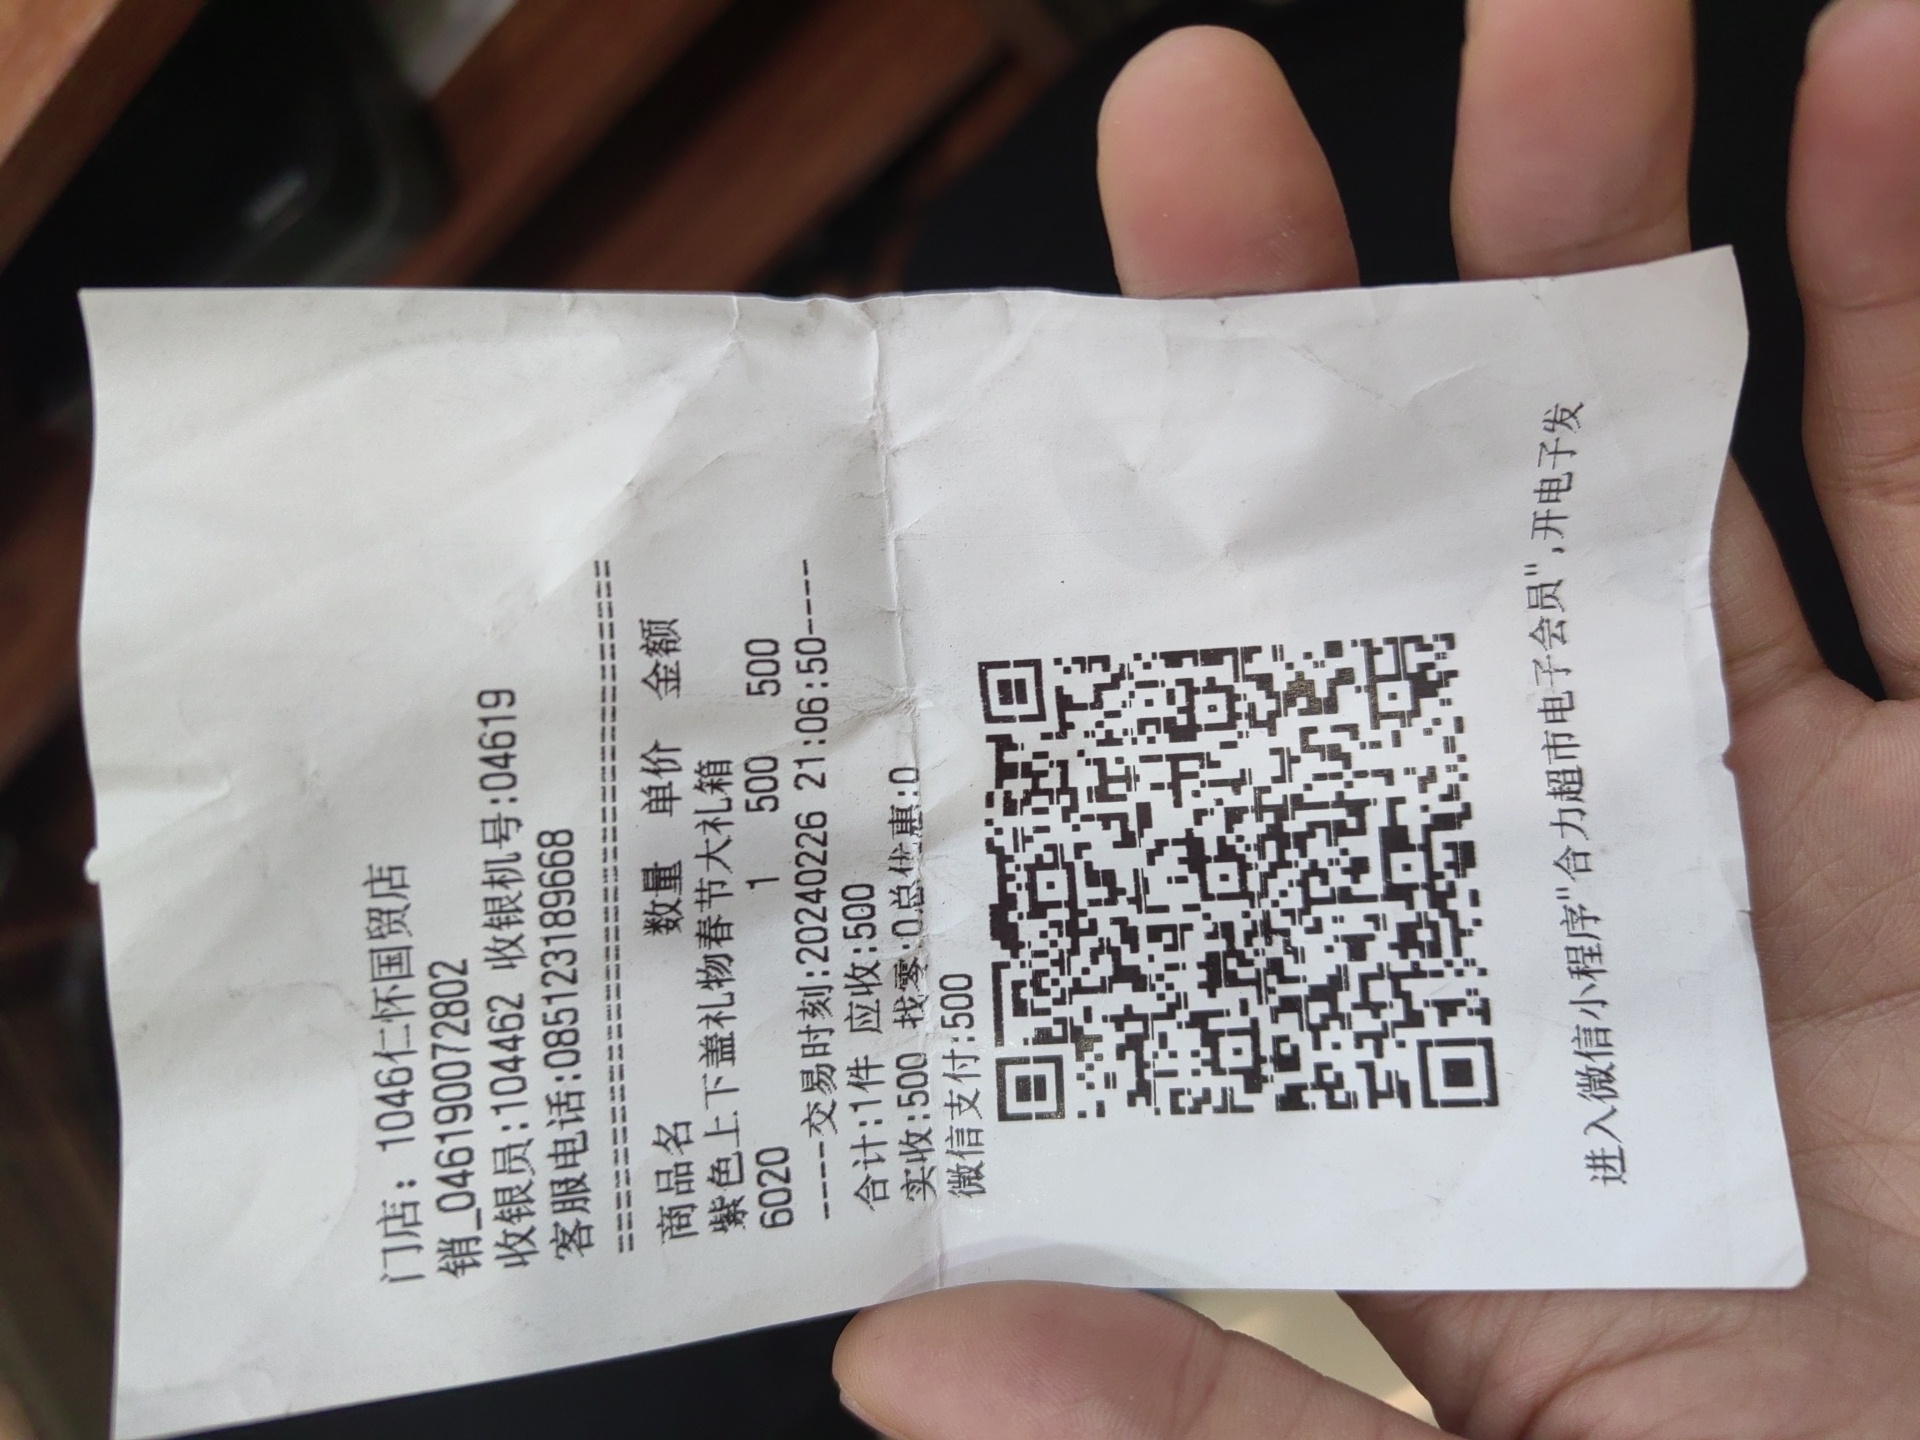 门店: 1046仁怀国贸店
销_04619007​2802
收银员:104462 收银机号:04619
客服电话:085123189668
==========================================
商品名 数量 单价 金额
紫色上下盖礼物春节大礼箱
6020 1 500 500
----交易时刻:20240226 21:06:50----
合计:1件 应收:500
实收:500 找零:0总优惠:0
微信支付:500
进入微信小程序"合力超市电子会员",开电子发